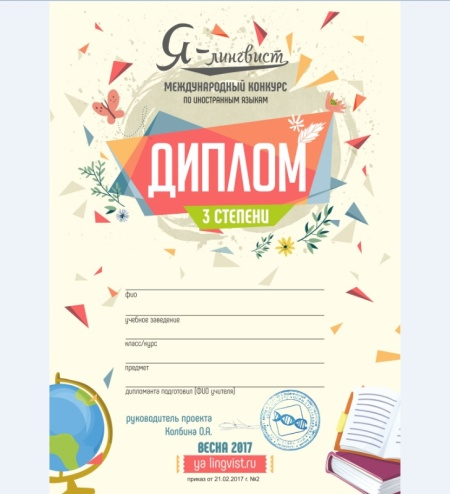 Я-лингвист
МЕЖДУНАРОДНЫЙ КОНКУРС
ПО ИНОСТРАННЫМ ЯЗЫКАМ
ДИПЛОМ
3 СТЕПЕНИ
фио
учебное заведение
класс/курс
предмет
дипломанта подготовил (ФИО учителя)
руководитель проекта
Колбина О.Я.
ВЕСНА 2017
ya lingvist.ru
приказ от 21.02.2017 г. №2